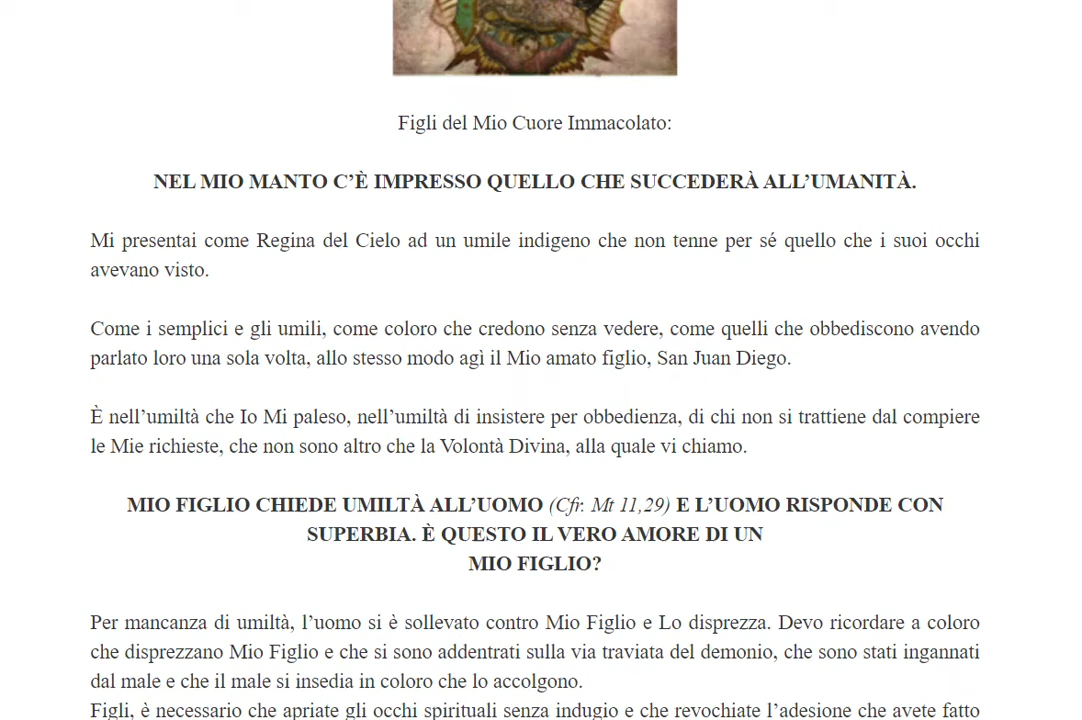 Figli del Mio Cuore Immacolato:
NEL MIO MANTO C’È IMPRESSO QUELLO CHE SUCCEDERÀ ALL’UMANITÀ.
Mi presentai come Regina del Cielo ad un umile indigeno che non tenne per sé quello che i suoi occhi
avevano visto.
Come i semplici e gli umili, come coloro che credono senza vedere, come quelli che obbediscono avendo
parlato loro una sola volta, allo stesso modo agì il Mio amato figlio, San Juan Diego.
È nell’umiltà che Io Mi paleso, nell’umiltà di insistere per obbedienza, di chi non si trattiene dal compiere
le Mie richieste, che non sono altro che la Volontà Divina, alla quale vi chiamo.
MIO FIGLIO CHIEDE UMILTÀ ALL’UOMO (Cfr. Mt 11,29) E L’UOMO RISPONDE CON
SUPERBIA. È QUESTO IL VERO AMORE DI UN
MIO FIGLIO?
Per mancanza di umiltà, l’uomo si è sollevato contro Mio Figlio e Lo disprezza. Devo ricordare a coloro
che disprezzano Mio Figlio e che si sono addentrati sulla via traviata del demonio, che sono stati ingannati
dal male e che il male si insedia in coloro che lo accolgono.
Figli, è necessario che apriate gli occhi spirituali senza indugio e che revochiate l’adesione che avete fatto